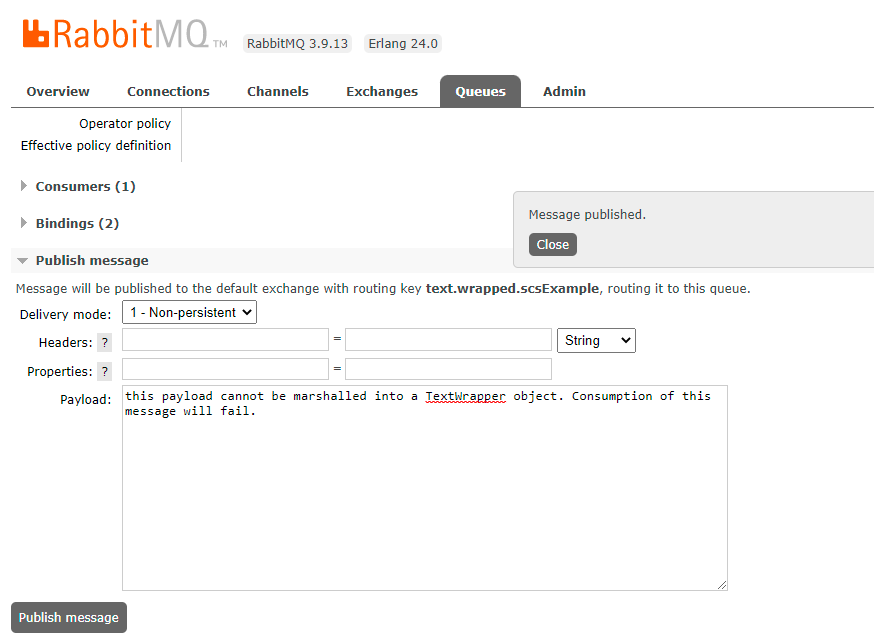 RabbitMQ TM RabbitMQ 3.9.13 Erlang 24.0
Overview Connections Channels Exchanges Queues Admin
Operator policy
Effective policy definition
Consumers (1)
Message published.
Bindings (2)
Close
Publish message
Message will be published to the default exchange with routing key text.wrapped.scsExample, routing it to this queue.
Delivery mode: 1 - Non-persistent
Headers: ? = String
Properties: ? =
Payload: this payload cannot be marshalled into a TextWrapper object. Consumption of this
message will fail.
Publish message